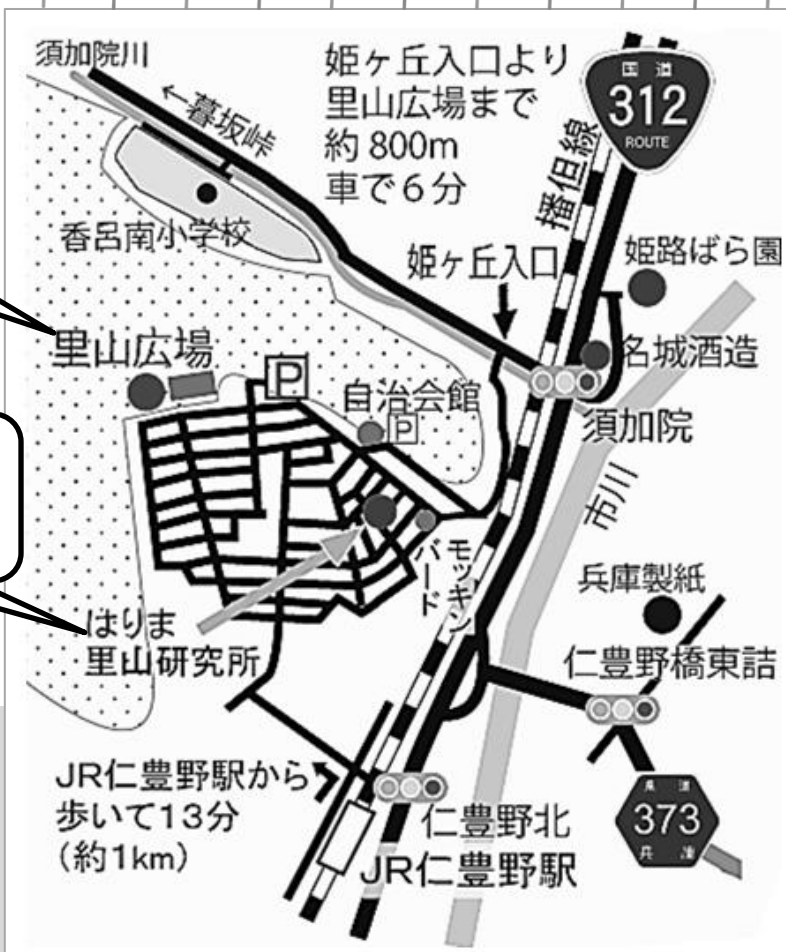 須加院川
←暮坂峠
姫ヶ丘入口より
里山広場まで
約 800m
車で6分
国道
312
ROUTE
播但線
香呂南小学校
姫ヶ丘入口
姫路ばら園
里山広場
P
自治会館
P
名城酒造
須加院
市川
モッキン
バード
兵庫製紙
はりま
里山研究所
仁豊野橋東詰
JR仁豊野駅から
歩いて13分
(約1km)
仁豊野北
JR仁豊野駅
県道
373
兵庫